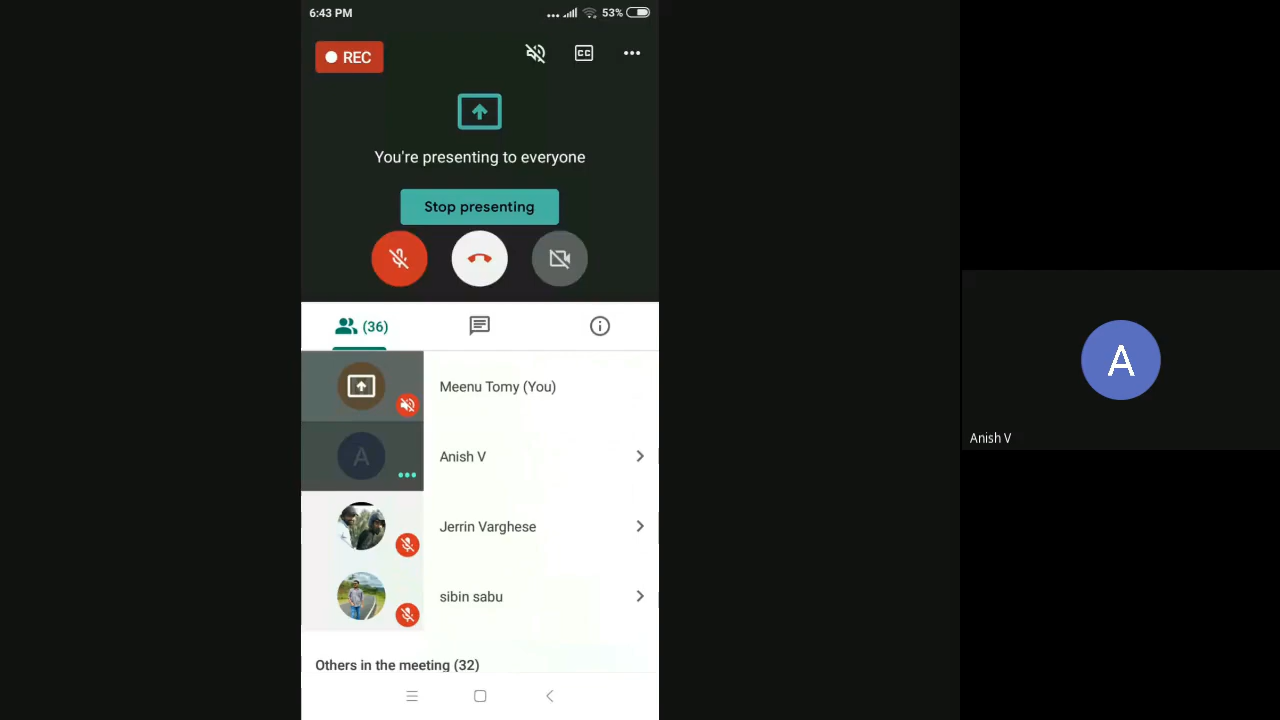 6:43 PM
53%
REC
CC
You're presenting to everyone
Stop presenting
(36)
Meenu Tomy (You)
A
Anish V
Jerrin Varghese
sibin sabu
Others in the meeting (32)
A
Anish V